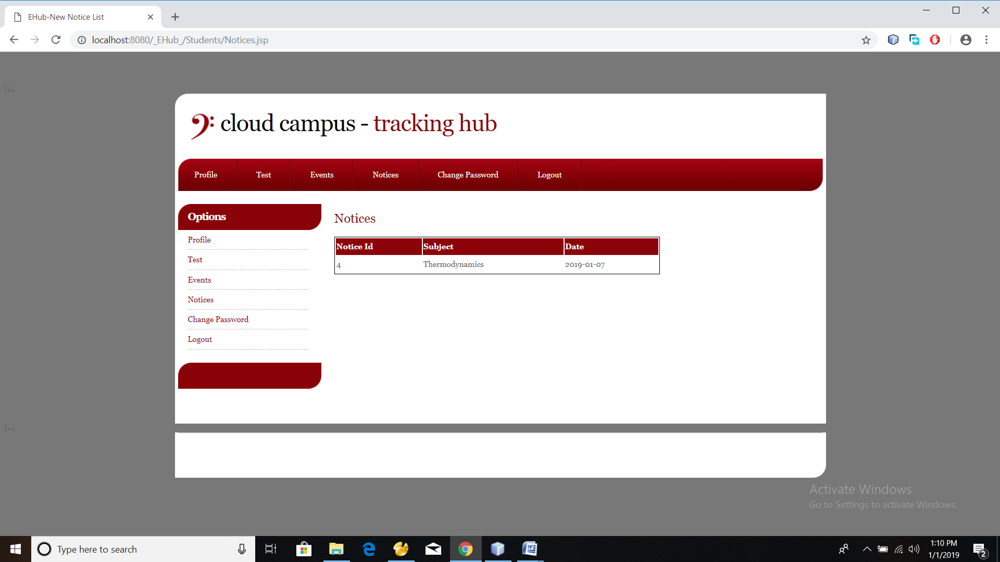 EHub-New Notice List
localhost:8080/_EHub_/Students/Notices.jsp
ï»¿
cloud campus - tracking hub
Profile Test Events Notices Change Password Logout
Options
Profile
Test
Events
Notices
Change Password
Logout
Notices
Notice Id Subject Date
4 Thermodynamics 2019-01-07
ï»¿
Activate Windows
Go to Settings to activate Windows.
Type here to search
1:10 PM
1/1/2019
2